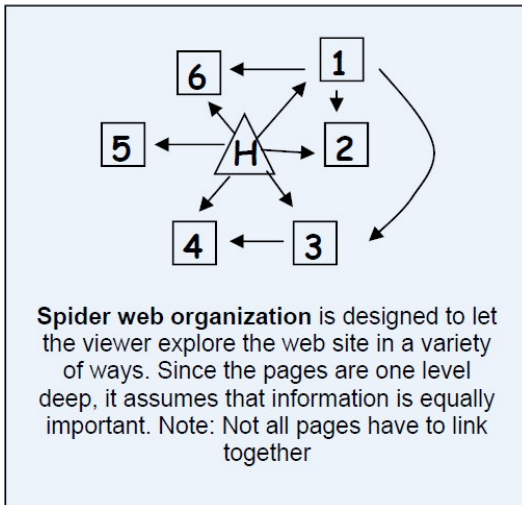 6 1
5 H 2
4 3
Spider web organization is designed to let
the viewer explore the web site in a variety
of ways. Since the pages are one level
deep, it assumes that information is equally
important. Note: Not all pages have to link
together